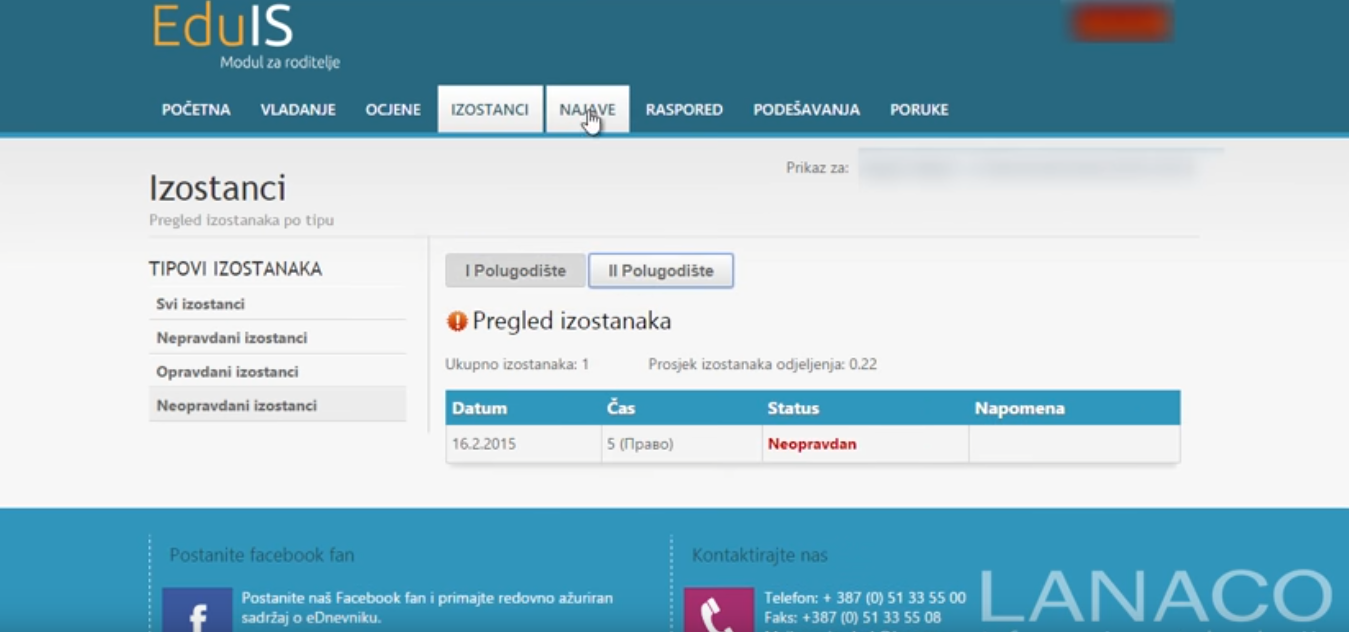 EduIS
Modul za roditelje
POČETNA VLADANJE OCJENE IZOSTANCI NAJAVE RASPORED PODEŠAVANJA PORUKE
Prikaz za:
Izostanci
Pregled izostanaka po tipu
TIPOVI IZOSTANAKA
Svi izostanci
Nepravdani izostanci
Opravdani izostanci
Neopravdani izostanci
I Polugodište II Polugodište
Pregled izostanaka
Ukupno izostanaka: 1 Prosjek izostanaka odjeljenja: 0.22
Datum Čas Status Napomena
16.2.2015 5 (Право) Neopravdan
Postanite facebook fan
Postanite naš Facebook fan i primajte redovno ažuriran
sadržaj o eDnevniku.
Kontaktirajte nas
Telefon: + 387 (0) 51 33 55 00
Faks: +387 (0) 51 33 55 08
LANACO